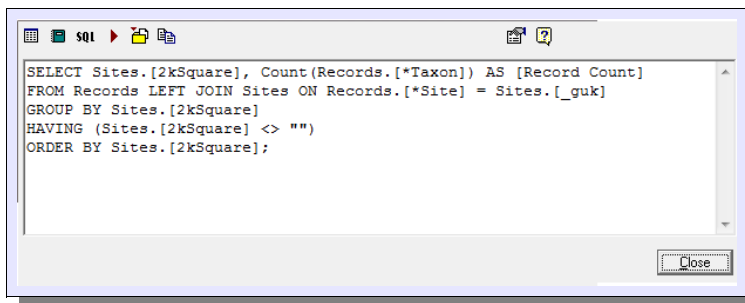 SQL
SELECT Sites.[2kSquare], Count(Records.[*Taxon]) AS [Record Count]
FROM Records LEFT JOIN Sites ON Records.[*Site] = Sites.[_guk]
GROUP BY Sites.[2kSquare]
HAVING (Sites.[2kSquare] <> "")
ORDER BY Sites.[2kSquare];
Close